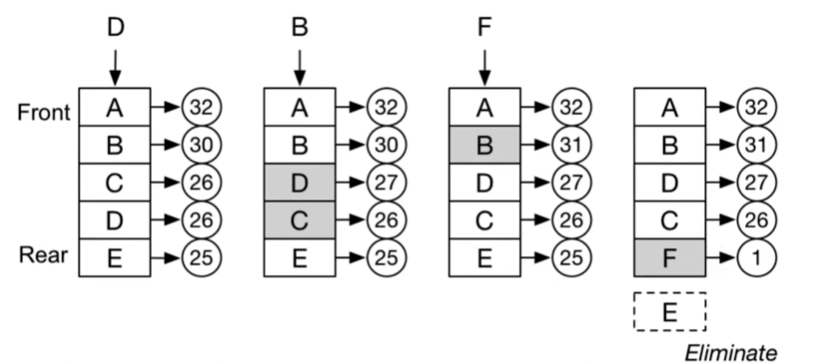 D B F
Front A 32 A 32 A 32 A 32
B 30 B 30 B 31 B 31
C 26 D 27 D 27 D 27
D 26 C 26 C 26 C 26
Rear E 25 E 25 E 25 F 1
E
Eliminate